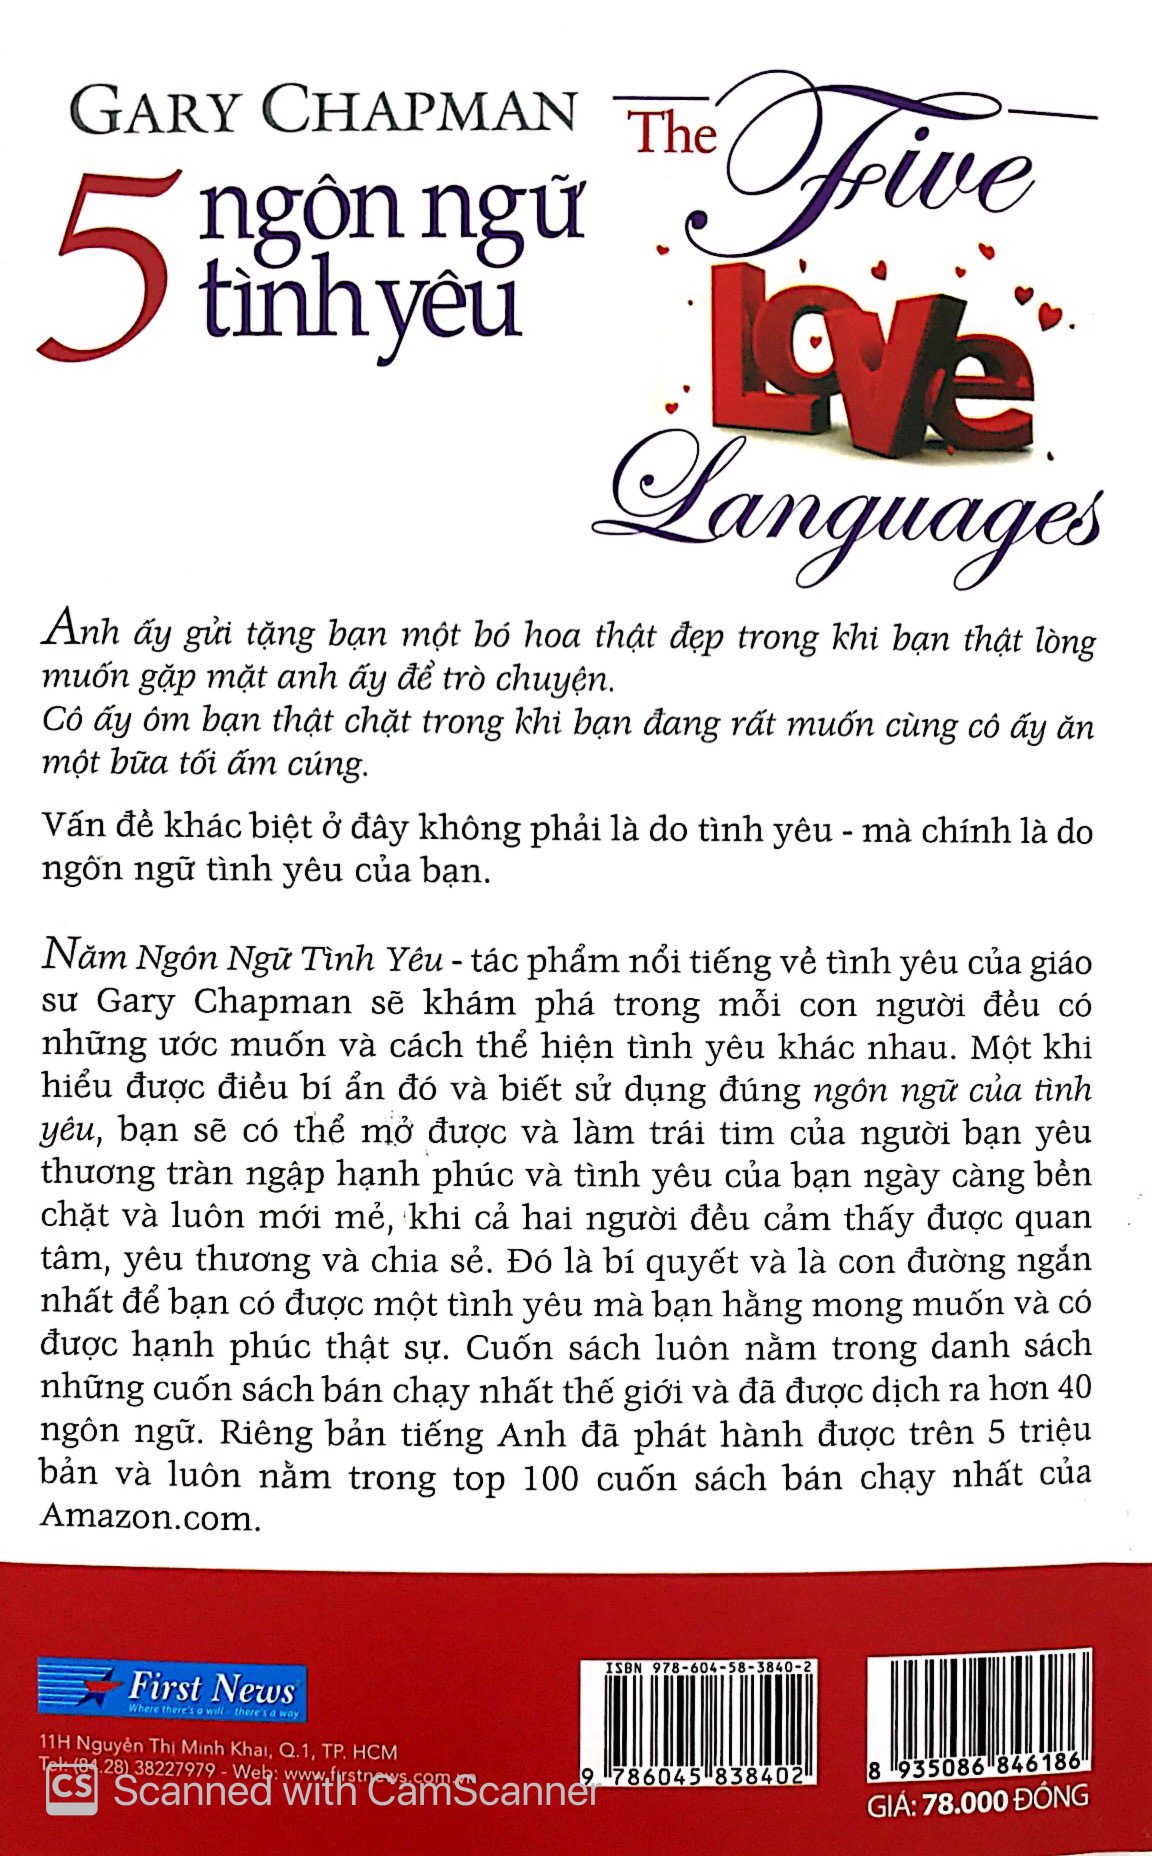 GARY CHAPMAN
5 ngôn ngữ
tình yêu
The Five
Love
Languages
Anh ấy gửi tặng bạn một bó hoa thật đẹp trong khi bạn thật lòng
muốn gặp mặt anh ấy để trò chuyện.
Cô ấy ôm bạn thật chặt trong khi bạn đang rất muốn cùng cô ấy ăn
một bữa tối ấm cúng.
Vấn đề khác biệt ở đây không phải là do tình yêu - mà chính là do
ngôn ngữ tình yêu của bạn.
Năm Ngôn Ngữ Tình Yêu - tác phẩm nổi tiếng về tình yêu của giáo
sư Gary Chapman sẽ khám phá trong mỗi con người đều có
những ước muốn và cách thể hiện tình yêu khác nhau. Một khi
hiểu được điều bí ẩn đó và biết sử dụng đúng ngôn ngữ của tình
yêu, bạn sẽ có thể mở được và làm trái tim của người bạn yêu
thương tràn ngập hạnh phúc và tình yêu của bạn ngày càng bền
chặt và luôn mới mẻ, khi cả hai người đều cảm thấy được quan
tâm, yêu thương và chia sẻ. Đó là bí quyết và là con đường ngắn
nhất để bạn có được một tình yêu mà bạn hằng mong muốn và có
được hạnh phúc thật sự. Cuốn sách luôn nằm trong danh sách
những cuốn sách bán chạy nhất thế giới và đã được dịch ra hơn 40
ngôn ngữ. Riêng bản tiếng Anh đã phát hành được trên 5 triệu
bản và luôn nằm trong top 100 cuốn sách bán chạy nhất của
Amazon.com.
First News
Where there's a will - there's a way
11H Nguyễn Thị Minh Khai, Q.1, TP. HCM
Tel: (84.28) 38227979 - Web: www.firstnews.com.vn
CS Scanned with CamScanner
ISBN 978-604-58-3840-2
9 786045 838402
8 935086 846186
GIÁ: 78.000 ĐỒNG